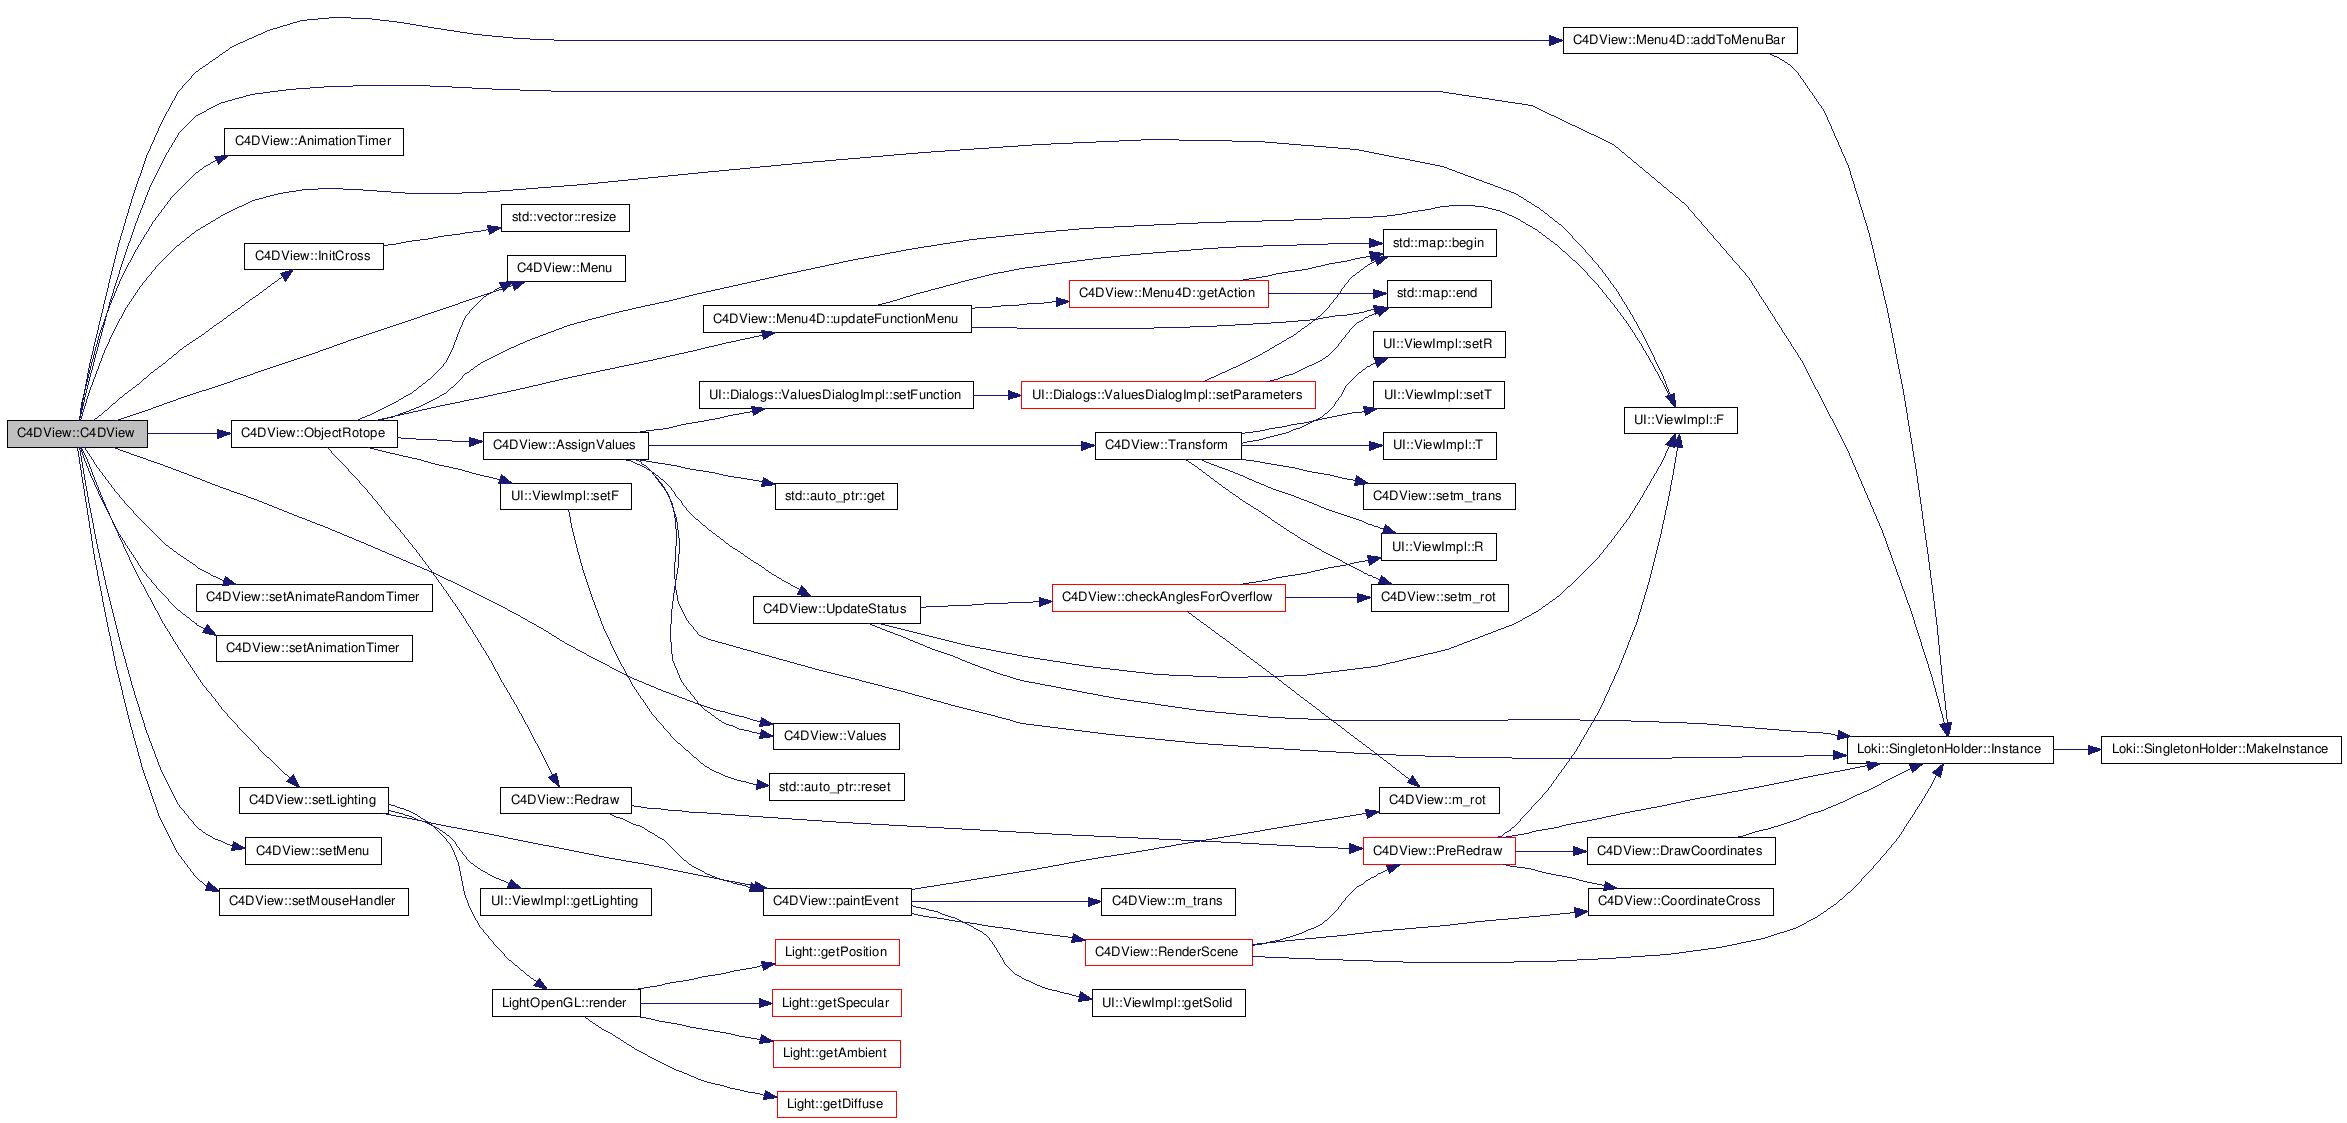 C4DView::Menu4D::addToMenuBar
C4DView::AnimationTimer
std::vector::resize
C4DView::InitCross
std::map::begin
C4DView::Menu
C4DView::Menu4D::getAction
std::map::end
C4DView::Menu4D::updateFunctionMenu
UI::ViewImpl::setR
UI::Dialogs::ValuesDialogImpl::setFunction
UI::Dialogs::ValuesDialogImpl::setParameters
UI::ViewImpl::setT
UI::ViewImpl::F
C4DView::C4DView
C4DView::ObjectRotope
C4DView::AssignValues
C4DView::Transform
UI::ViewImpl::T
UI::ViewImpl::setF
std::auto_ptr::get
C4DView::setm_trans
UI::ViewImpl::R
C4DView::setAnimateRandomTimer
C4DView::UpdateStatus
C4DView::checkAnglesForOverflow
C4DView::setm_rot
C4DView::setAnimationTimer
C4DView::Values
Loki::SingletonHolder::Instance
Loki::SingletonHolder::MakeInstance
std::auto_ptr::reset
C4DView::setLighting
C4DView::Redraw
C4DView::m_rot
C4DView::setMenu
C4DView::PreRedraw
C4DView::DrawCoordinates
C4DView::setMouseHandler
UI::ViewImpl::getLighting
C4DView::paintEvent
C4DView::m_trans
C4DView::CoordinateCross
Light::getPosition
C4DView::RenderScene
LightOpenGL::render
Light::getSpecular
UI::ViewImpl::getSolid
Light::getAmbient
Light::getDiffuse